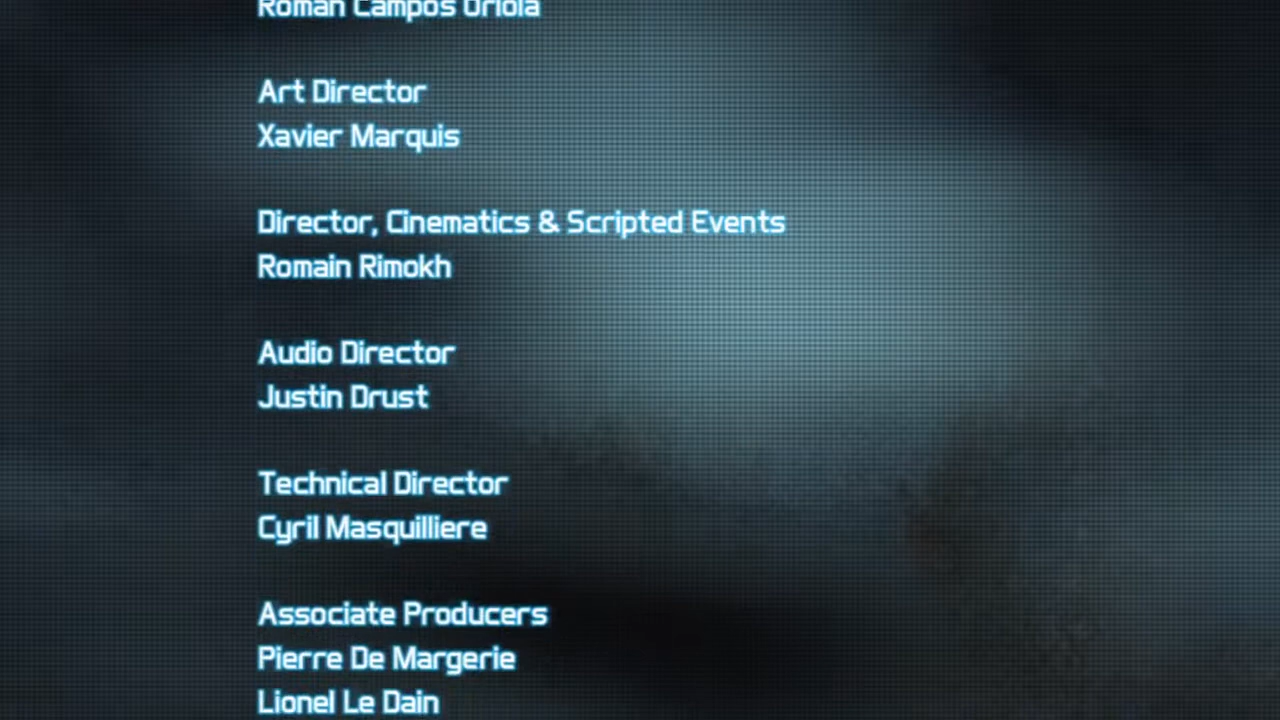 Roman Campos Oriola
Art Director
Xavier Marquis
Director, Cinematics & Scripted Events
Romain Rimokh
Audio Director
Justin Drust
Technical Director
Cyril Masquilliere
Associate Producers
Pierre De Margerie
Lionel Le Dain